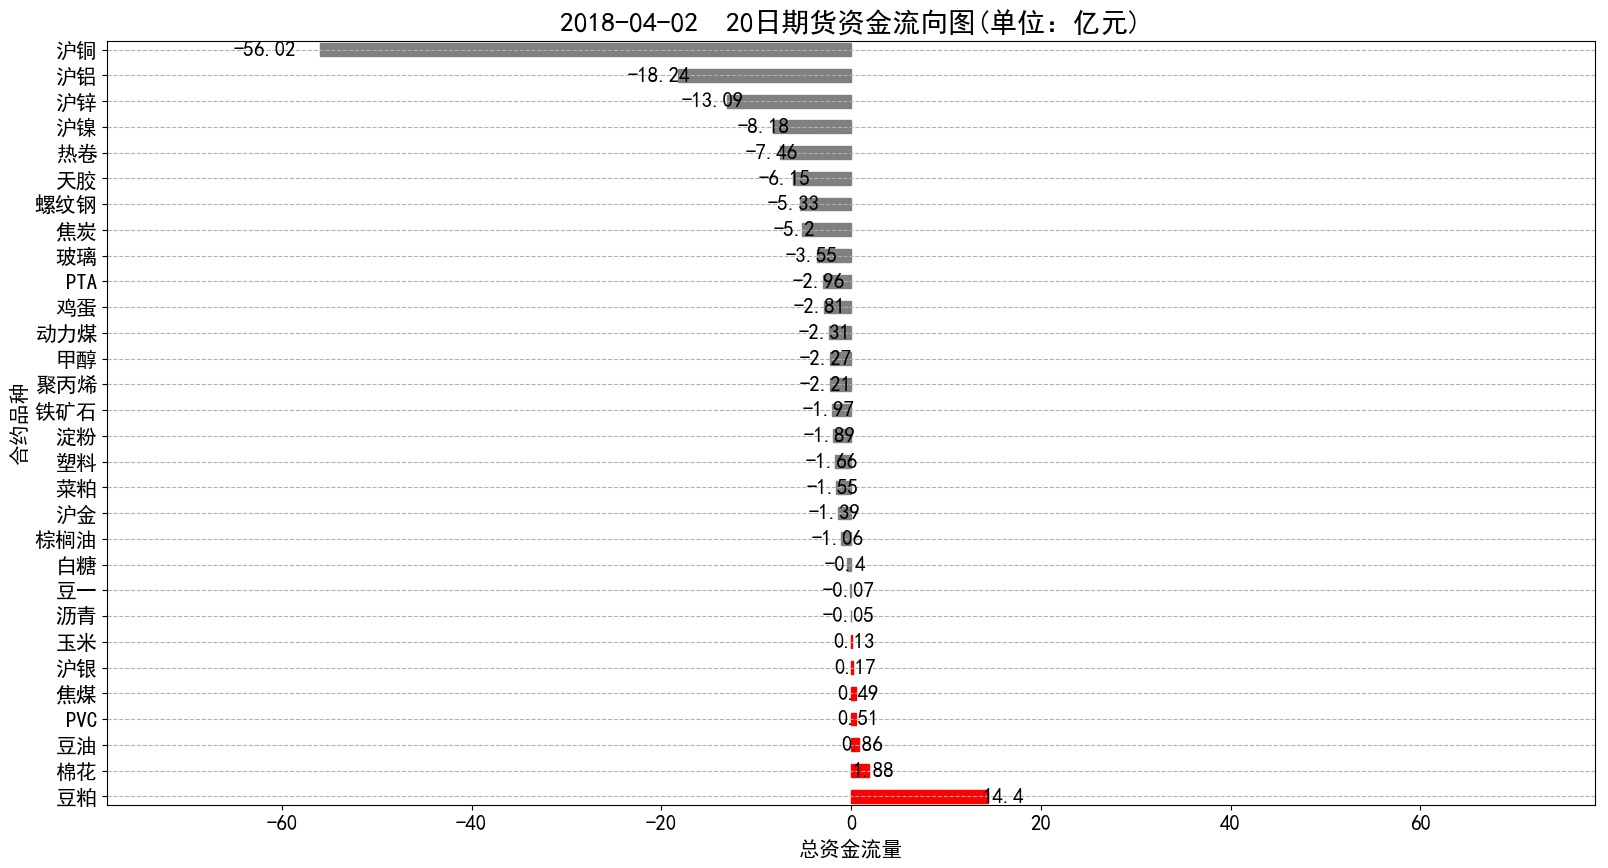 2018-04-02  20日期货资金流向图(单位：亿元)
沪铜 -56.02
沪铝 -18.24
沪锌 -13.09
沪镍 -8.18
热卷 -7.46
天胶 -6.15
螺纹钢 -5.33
焦炭 -5.2
玻璃 -3.55
PTA -2.96
鸡蛋 -2.81
动力煤 -2.31
甲醇 -2.27
聚丙烯 -2.21
铁矿石 -1.97
淀粉 -1.89
塑料 -1.66
菜粕 -1.55
沪金 -1.39
棕榈油 -1.06
白糖 -0.4
豆一 -0.07
沥青 -0.05
玉米 0.13
沪银 0.17
焦煤 0.49
PVC 0.51
豆油 0.86
棉花 1.88
豆粕 14.4
合约品种
-60 -40 -20 0 20 40 60
总资金流量